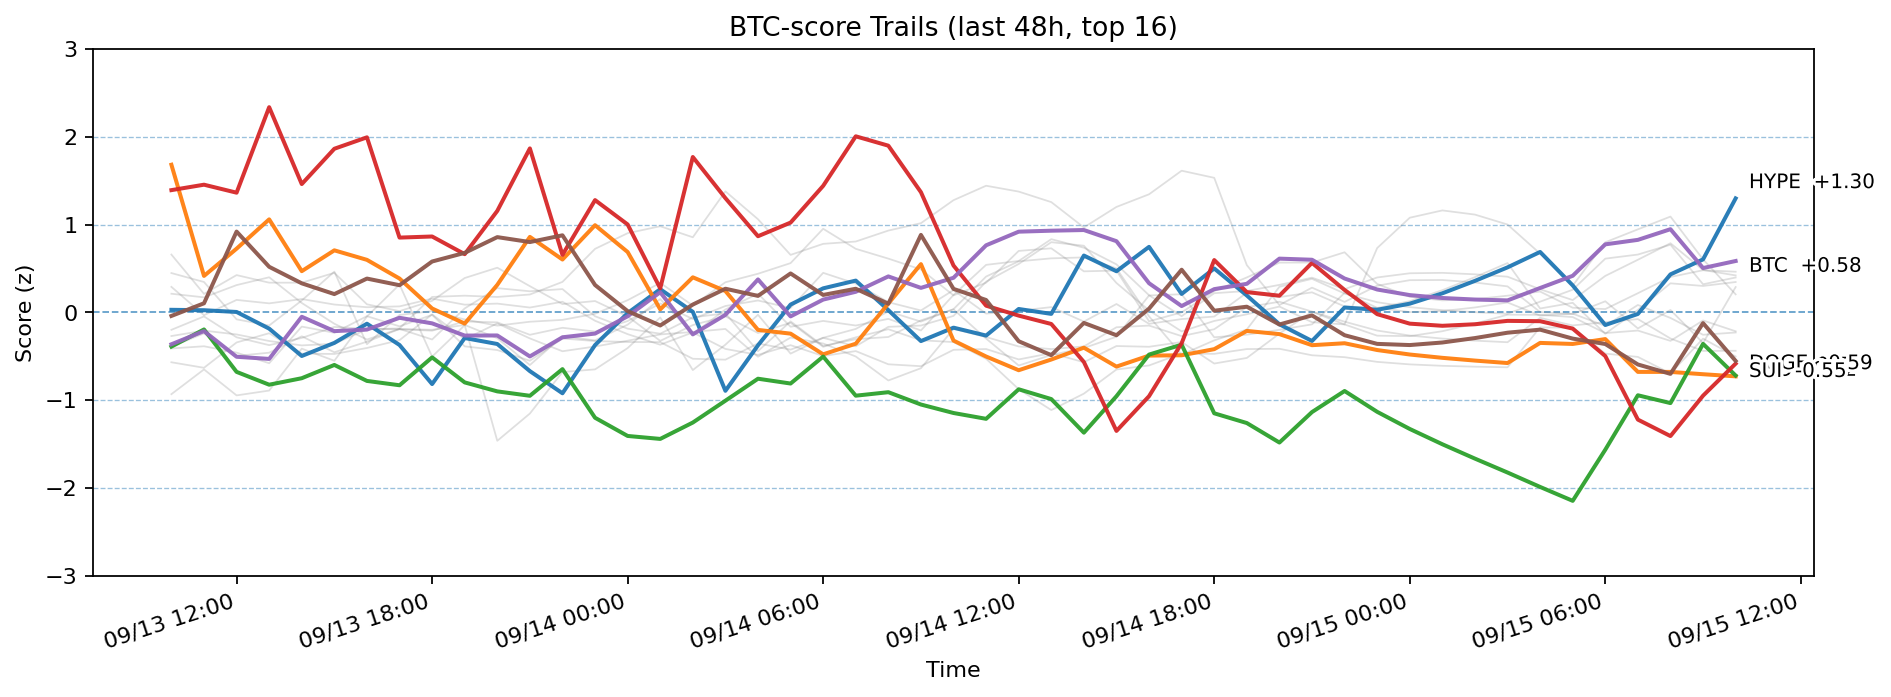 BTC-score Trails (last 48h, top 16)
Score (z)
3
2
1
0
−1
−2
−3
HYPE +1.30
BTC +0.58
SUI -0.55
09/13 12:00
09/13 18:00
09/14 00:00
09/14 06:00
09/14 12:00
09/14 18:00
09/15 00:00
09/15 06:00
09/15 12:00
Time